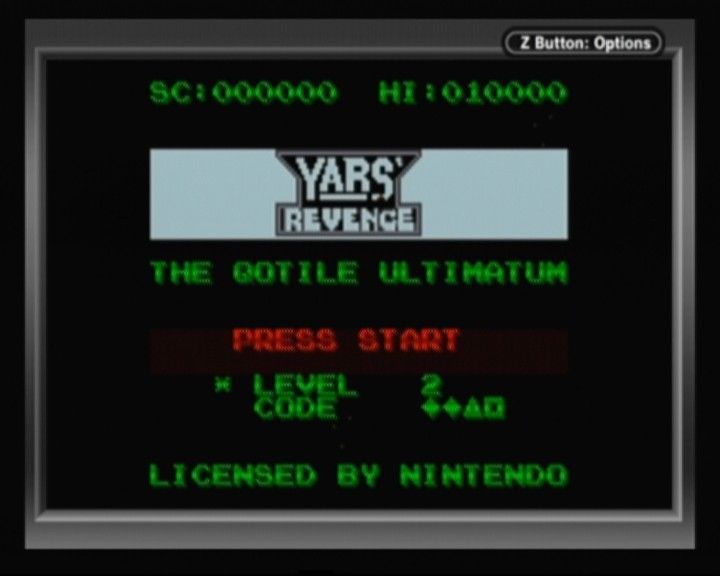 Z Button: Options
SC:000000 HI:010000
YARS'
REVENGE
THE QOTILE ULTIMATUM
PRESS START
× LEVEL 2
CODE ◆◆▲◘
LICENSED BY NINTENDO